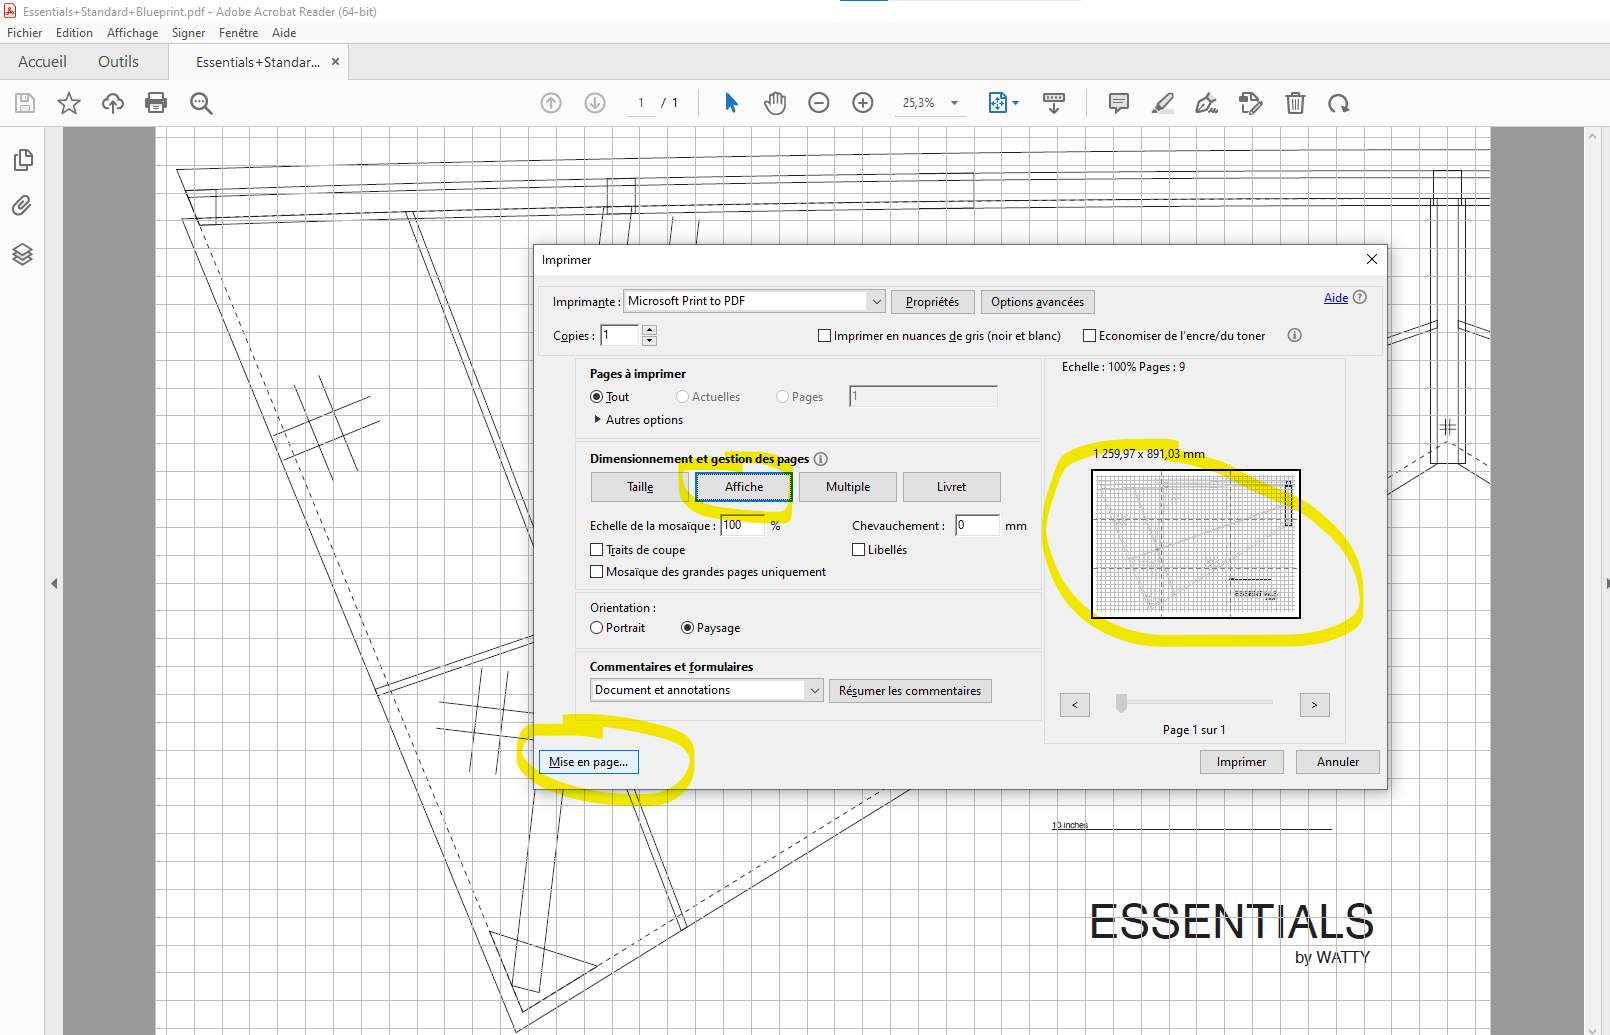 Essentials+Standard+Blueprint.pdf - Adobe Acrobat Reader (64-bit)
Fichier Edition Affichage Signer Fenêtre Aide
Accueil Outils Essentials+Standar... ×
1 / 1 25,3%
Imprimer
Imprimante : Microsoft Print to PDF Propriétés Options avancées Aide ?
Copies : 1 Imprimer en nuances de gris (noir et blanc) Economiser de l'encre/du toner
Pages à imprimer
Tout Actuelles Pages 1
Autres options
Echelle : 100% Pages : 9
Dimensionnement et gestion des pages
Taille Affiche Multiple Livret
Echelle de la mosaïque : 100 % Chevauchement : 0 mm
Traits de coupe Libellés
Mosaïque des grandes pages uniquement
1 259,97 x 891,03 mm
ESSENTIALS
Orientation :
Portrait Paysage
Commentaires et formulaires
Document et annotations Résumer les commentaires
< >
Page 1 sur 1
Mise en page... Imprimer Annuler
10 inches
ESSENTIALS
by WATTY